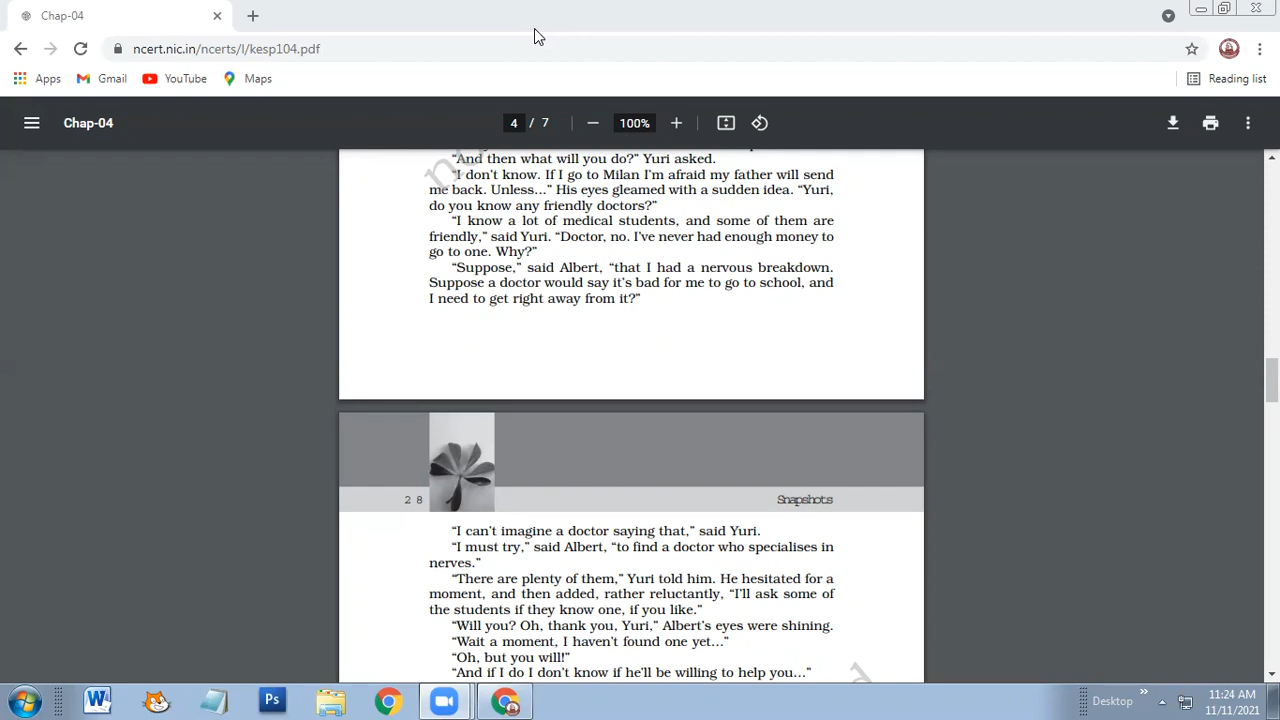 Chap-04
ncert.nic.in/ncerts/l/kesp104.pdf
Apps Gmail YouTube Maps Reading list
Chap-04 4 / 7 100%
“And then what will you do?” Yuri asked.
“I don't know. If I go to Milan I'm afraid my father will send
me back. Unless...” His eyes gleamed with a sudden idea. “Yuri,
do you know any friendly doctors?”
“I know a lot of medical students, and some of them are
friendly,” said Yuri. “Doctor, no. I've never had enough money to
go to one. Why?”
“Suppose,” said Albert, “that I had a nervous breakdown.
Suppose a doctor would say it's bad for me to go to school, and
I need to get right away from it?”
28 Snapshots
“I can't imagine a doctor saying that,” said Yuri.
“I must try,” said Albert, “to find a doctor who specialises in
nerves.”
“There are plenty of them,” Yuri told him. He hesitated for a
moment, and then added, rather reluctantly, “I'll ask some of
the students if they know one, if you like.”
“Will you? Oh, thank you, Yuri,” Albert's eyes were shining.
“Wait a moment, I haven't found one yet...”
“Oh, but you will!”
“And if I do I don't know if he'll be willing to help you...”
Desktop 11:24 AM
11/11/2021